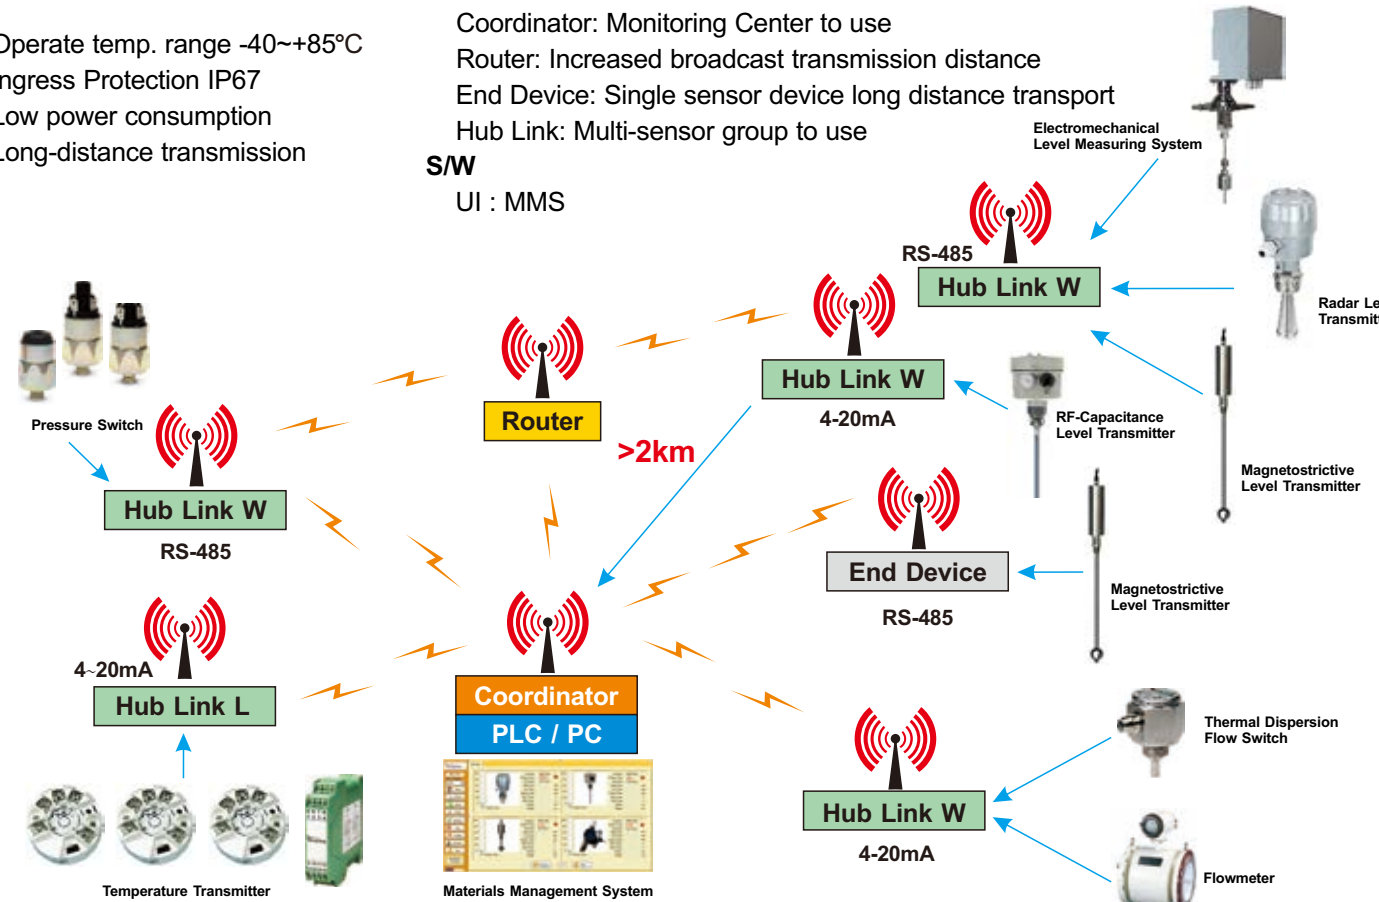 Operate temp. range -40~+85°C
ngress Protection IP67
Low power consumption
Long-distance transmission
Coordinator: Monitoring Center to use
Router: Increased broadcast transmission distance
End Device: Single sensor device long distance transport
Hub Link: Multi-sensor group to use
S/W
UI : MMS
Electromechanical
Level Measuring System
RS-485
Hub Link W
Radar Le
Transmitt
Hub Link W
4-20mA
RF-Capacitance
Level Transmitter
Magnetostrictive
Level Transmitter
Pressure Switch
Router
>2km
Hub Link W
RS-485
End Device
RS-485
Magnetostrictive
Level Transmitter
4~20mA
Hub Link L
Coordinator
PLC / PC
Thermal Dispersion
Flow Switch
Hub Link W
4-20mA
Flowmeter
Temperature Transmitter
Materials Management System